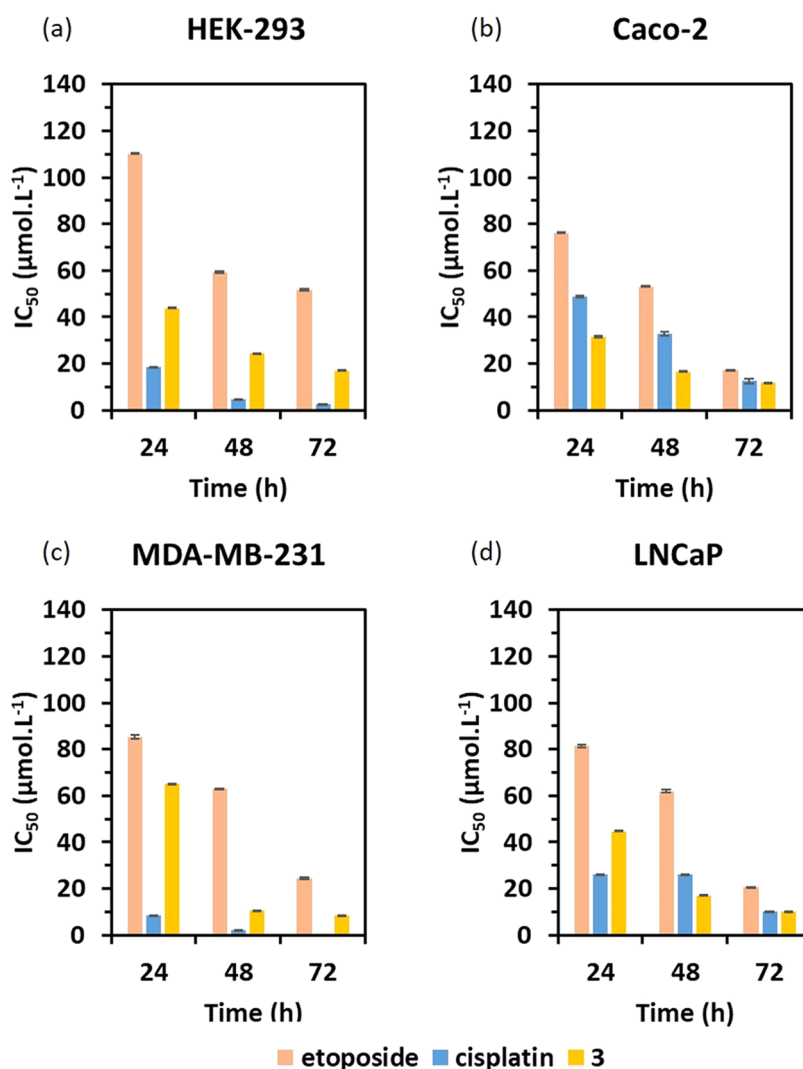 (a) HEK-293
(b) Caco-2
140
120
100
80
60
40
20
0
IC₅₀ (µmol.L⁻¹)
24 48 72
Time (h)
140
120
100
80
60
40
20
0
IC₅₀ (µmol.L⁻¹)
24 48 72
Time (h)
(c) MDA-MB-231
(d) LNCaP
140
120
100
80
60
40
20
0
IC₅₀ (µmol.L⁻¹)
24 48 72
Time (h)
140
120
100
80
60
40
20
0
IC₅₀ (µmol.L⁻¹)
24 48 72
Time (h)
etoposide cisplatin 3